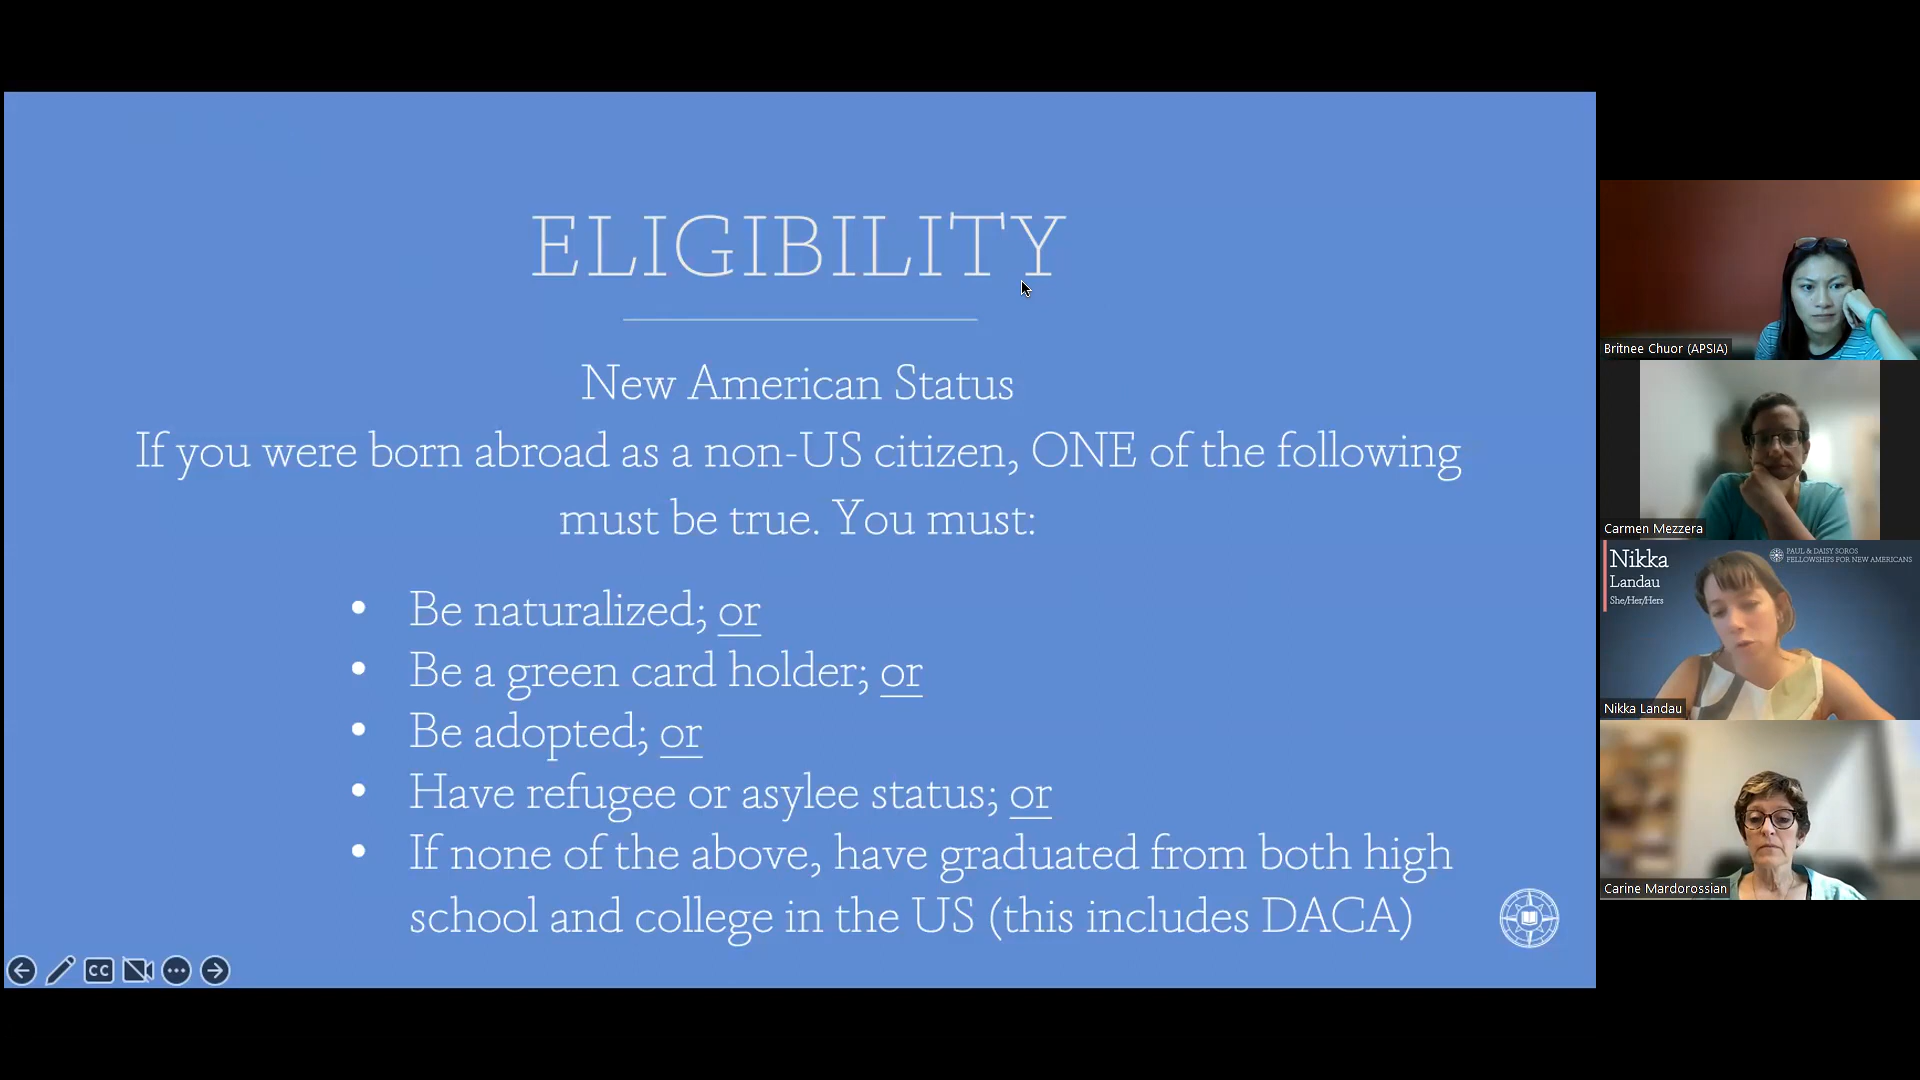 ELIGIBILITY
New American Status
If you were born abroad as a non-US citizen, ONE of the following
must be true. You must:
• Be naturalized; or
• Be a green card holder; or
• Be adopted; or
• Have refugee or asylee status; or
• If none of the above, have graduated from both high
school and college in the US (this includes DACA)
CC
Britnee Chuor (APSIA)
Carmen Mezzera
Nikka
Landau
She/Her/Hers
PAUL & DAISY SOROS
FELLOWSHIPS FOR NEW AMERICANS
Nikka Landau
Carine Mardorossian